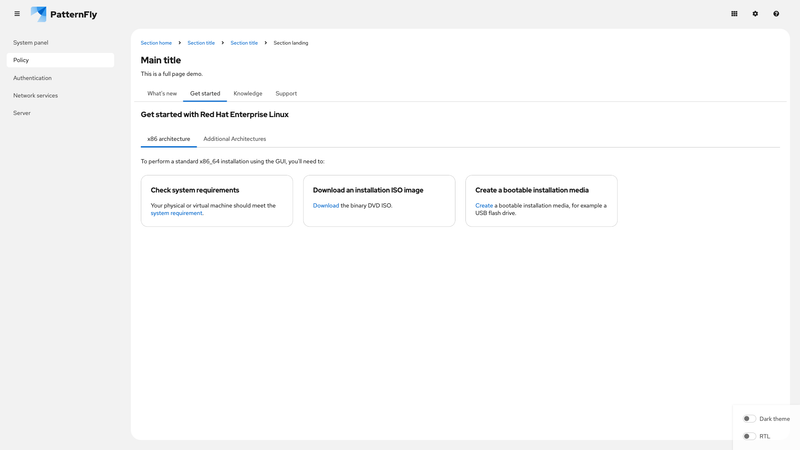 PatternFly
System panel
Policy
Authentication
Network services
Server
Section home
Section title
Section title
Section landing
Main title
This is a full page demo.
What's new
Get started
Knowledge
Support
Get started with Red Hat Enterprise Linux
x86 architecture
Additional Architectures
To perform a standard x86_64 installation using the GUI, you'll need to:
Check system requirements
Your physical or virtual machine should meet the
system requirement.
Download an installation ISO image
Download the binary DVD ISO.
Create a bootable installation media
Create a bootable installation media, for example a
USB flash drive.
Dark theme
RTL